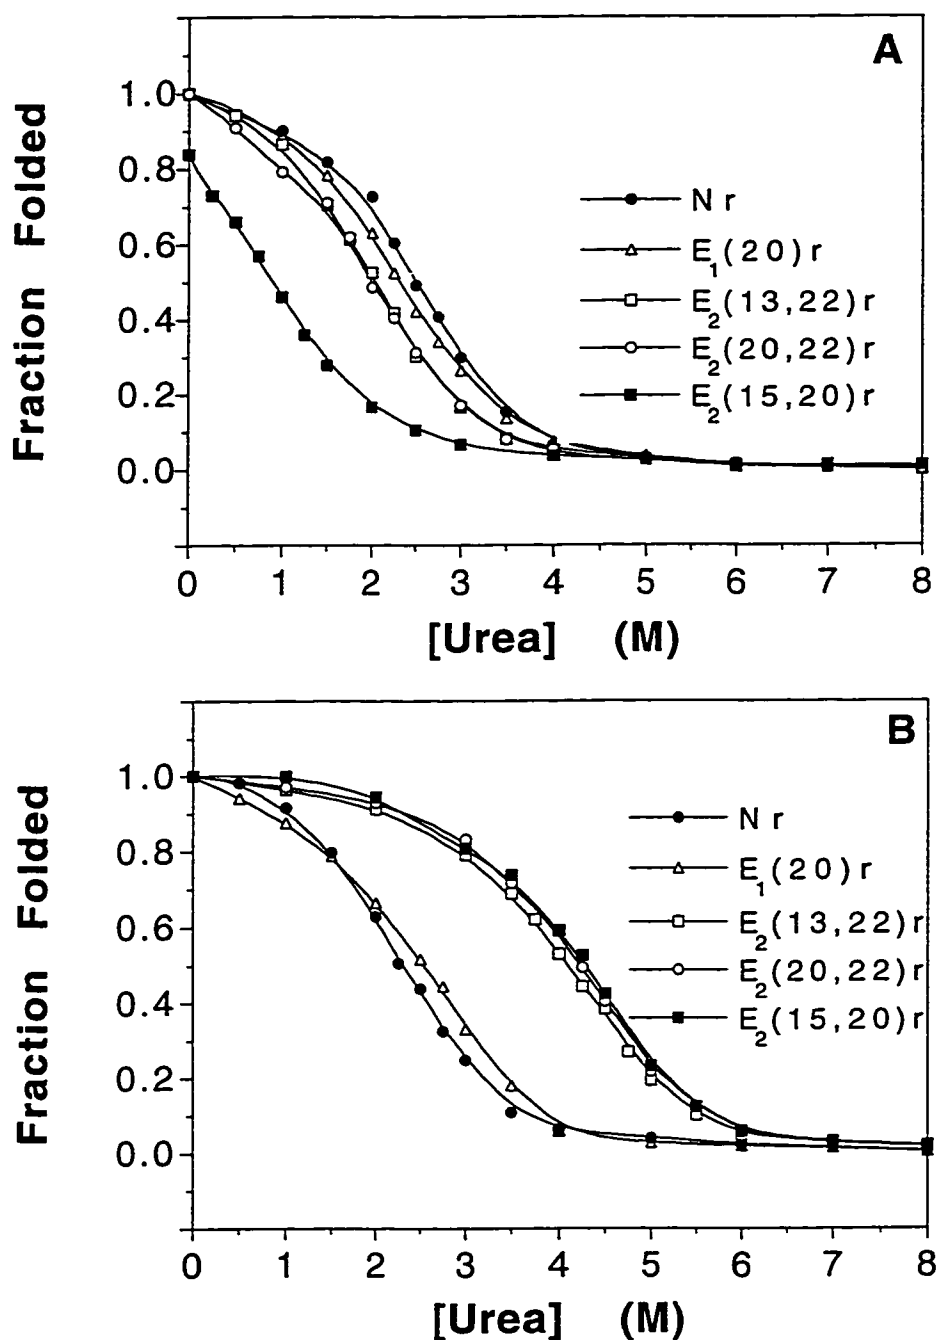 A
Fraction Folded
1.0
0.8
0.6
0.4
0.2
0.0
N r
E1(20)r
E2(13,22)r
E2(20,22)r
E2(15,20)r
0 1 2 3 4 5 6 7 8
[Urea] (M)
B
Fraction Folded
1.0
0.8
0.6
0.4
0.2
0.0
N r
E1(20)r
E2(13,22)r
E2(20,22)r
E2(15,20)r
0 1 2 3 4 5 6 7 8
[Urea] (M)